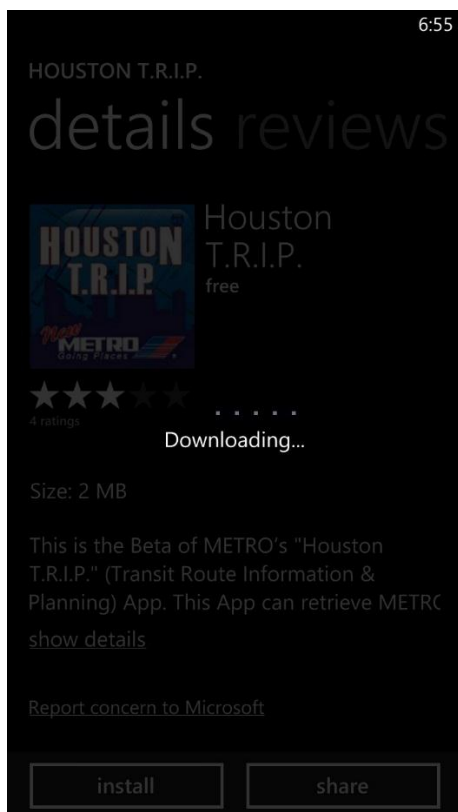 6:55
HOUSTON T.R.I.P.
details reviews
HOUSTON
T.R.I.P.
New
METRO
Going Places
Houston
T.R.I.P.
free
4 ratings
Downloading...
Size: 2 MB
This is the Beta of METRO's "Houston
T.R.I.P." (Transit Route Information &
Planning) App. This App can retrieve METRO
show details
Report concern to Microsoft
install share